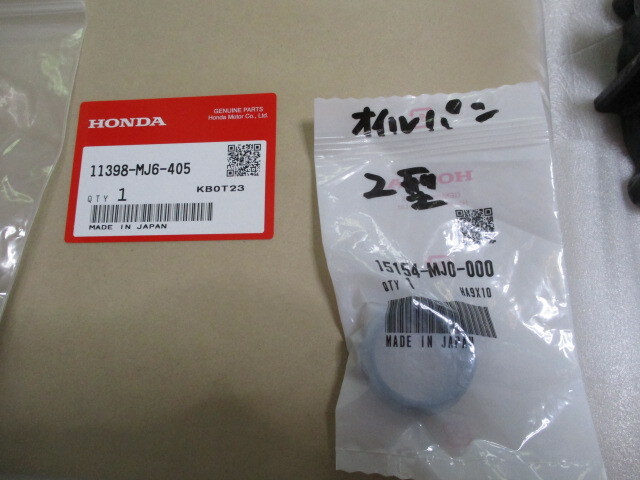 HONDA
GENUINE PARTS
Honda Motor Co., Ltd.
11398-MJ6-405
KB0T23
QTY 1
MADE IN JAPAN
オイルパン
2型
15154-MJ0-000
QTY 1
HA9X10
MADE IN JAPAN